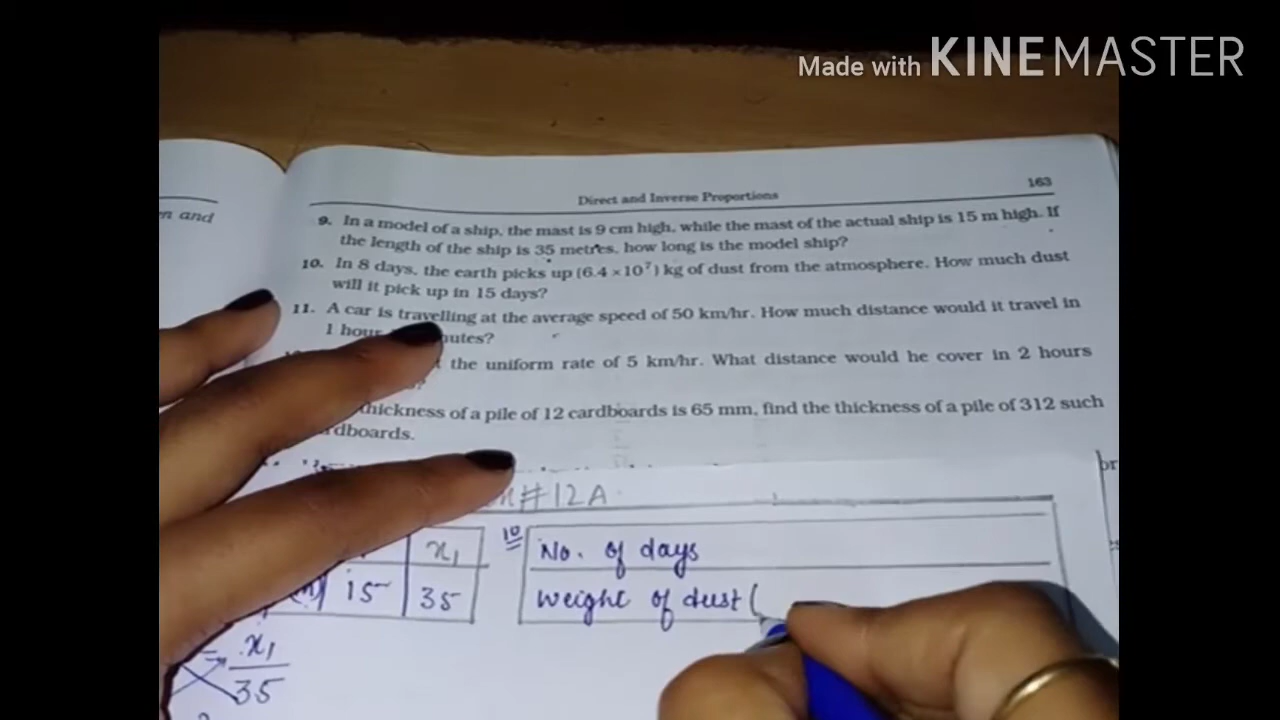 Made with KINEMASTER
163
Direct and Inverse Proportions
n and
9. In a model of a ship, the mast is 9 cm high, while the mast of the actual ship is 15 m high. If
the length of the ship is 35 metres, how long is the model ship?
10. In 8 days, the earth picks up (6.4 × 10⁷) kg of dust from the atmosphere. How much dust
will it pick up in 15 days?
11. A car is travelling at the average speed of 50 km/hr. How much distance would it travel in
1 hour utes?
the uniform rate of 5 km/hr. What distance would he cover in 2 hours
?
thickness of a pile of 12 cardboards is 65 mm, find the thickness of a pile of 312 such
rdboards.
br
#12A
x₁
15 35
10 No. of days
Weight of dust (
= x₁
35